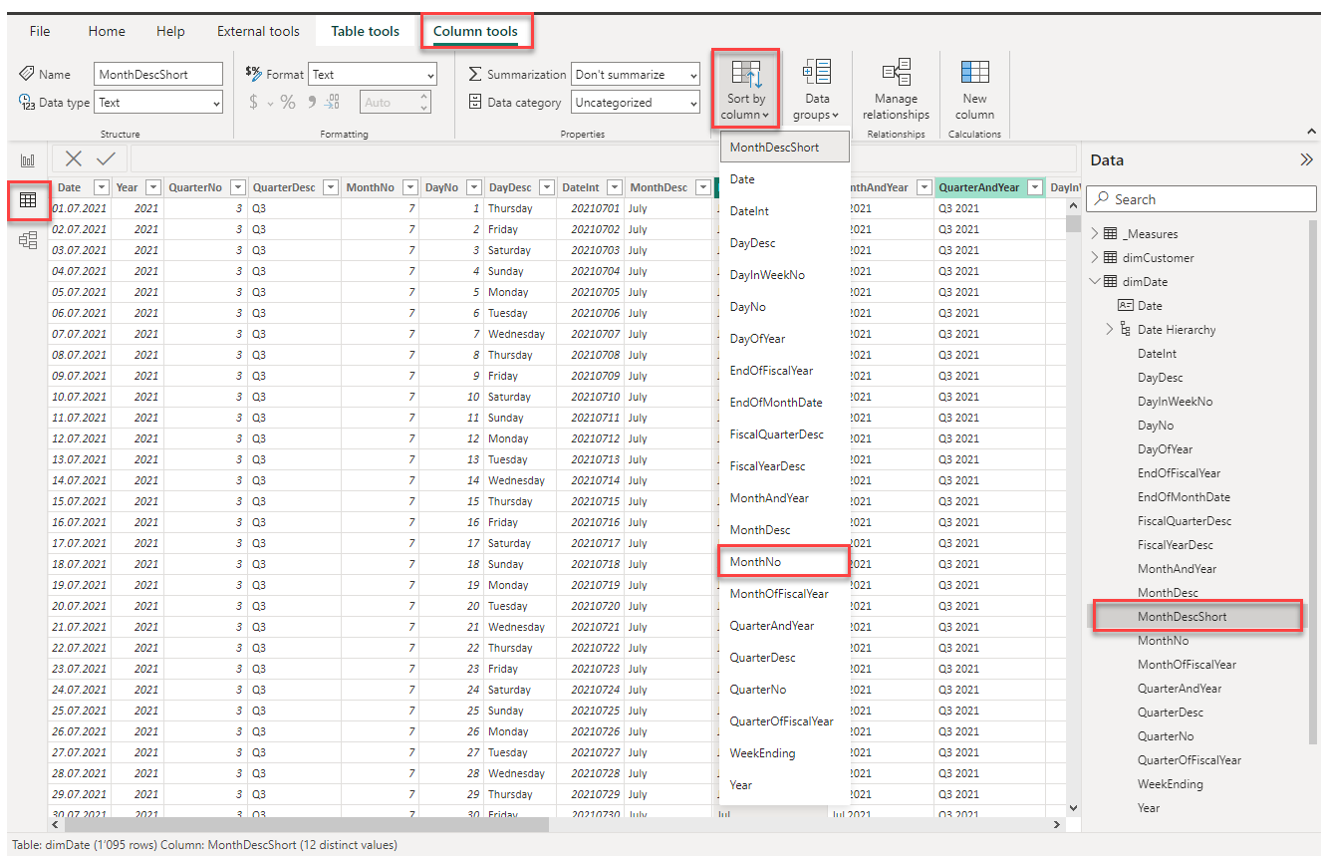 File Home Help External tools Table tools Column tools
Name MonthDescShort
Data type Text
Structure
Format Text
$ % 9 Auto
Formatting
Summarization Don't summarize
Data category Uncategorized
Properties
Sort by
column
Data
groups
Manage
relationships
Relationships
New
column
Calculations
Date Year QuarterNo QuarterDesc MonthNo DayNo DayDesc DateInt MonthDesc nthAndYear QuarterAndYear DayInW
01.07.2021 2021 3 Q3 7 1 Thursday 20210701 July 2021 Q3 2021
02.07.2021 2021 3 Q3 7 2 Friday 20210702 July 2021 Q3 2021
03.07.2021 2021 3 Q3 7 3 Saturday 20210703 July 2021 Q3 2021
04.07.2021 2021 3 Q3 7 4 Sunday 20210704 July 2021 Q3 2021
05.07.2021 2021 3 Q3 7 5 Monday 20210705 July 2021 Q3 2021
06.07.2021 2021 3 Q3 7 6 Tuesday 20210706 July 2021 Q3 2021
07.07.2021 2021 3 Q3 7 7 Wednesday 20210707 July 2021 Q3 2021
08.07.2021 2021 3 Q3 7 8 Thursday 20210708 July 2021 Q3 2021
09.07.2021 2021 3 Q3 7 9 Friday 20210709 July 2021 Q3 2021
10.07.2021 2021 3 Q3 7 10 Saturday 20210710 July 2021 Q3 2021
11.07.2021 2021 3 Q3 7 11 Sunday 20210711 July 2021 Q3 2021
12.07.2021 2021 3 Q3 7 12 Monday 20210712 July 2021 Q3 2021
13.07.2021 2021 3 Q3 7 13 Tuesday 20210713 July 2021 Q3 2021
14.07.2021 2021 3 Q3 7 14 Wednesday 20210714 July 2021 Q3 2021
15.07.2021 2021 3 Q3 7 15 Thursday 20210715 July 2021 Q3 2021
16.07.2021 2021 3 Q3 7 16 Friday 20210716 July 2021 Q3 2021
17.07.2021 2021 3 Q3 7 17 Saturday 20210717 July 2021 Q3 2021
18.07.2021 2021 3 Q3 7 18 Sunday 20210718 July 2021 Q3 2021
19.07.2021 2021 3 Q3 7 19 Monday 20210719 July 2021 Q3 2021
20.07.2021 2021 3 Q3 7 20 Tuesday 20210720 July 2021 Q3 2021
21.07.2021 2021 3 Q3 7 21 Wednesday 20210721 July 2021 Q3 2021
22.07.2021 2021 3 Q3 7 22 Thursday 20210722 July 2021 Q3 2021
23.07.2021 2021 3 Q3 7 23 Friday 20210723 July 2021 Q3 2021
24.07.2021 2021 3 Q3 7 24 Saturday 20210724 July 2021 Q3 2021
25.07.2021 2021 3 Q3 7 25 Sunday 20210725 July 2021 Q3 2021
26.07.2021 2021 3 Q3 7 26 Monday 20210726 July 2021 Q3 2021
27.07.2021 2021 3 Q3 7 27 Tuesday 20210727 July 2021 Q3 2021
28.07.2021 2021 3 Q3 7 28 Wednesday 20210728 July 2021 Q3 2021
29.07.2021 2021 3 Q3 7 29 Thursday 20210729 July 2021 Q3 2021
30.07.2021 2021 3 Q3 7 30 Friday 20210730 July Jul Jul 2021 Q3 2021
MonthDescShort
Date
DateInt
DayDesc
DayInWeekNo
DayNo
DayOfYear
EndOfFiscalYear
EndOfMonthDate
FiscalQuarterDesc
FiscalYearDesc
MonthAndYear
MonthDesc
MonthNo
MonthOfFiscalYear
QuarterAndYear
QuarterDesc
QuarterNo
QuarterOfFiscalYear
WeekEnding
Year
Data
Search
_Measures
dimCustomer
dimDate
Date
Date Hierarchy
DateInt
DayDesc
DayInWeekNo
DayNo
DayOfYear
EndOfFiscalYear
EndOfMonthDate
FiscalQuarterDesc
FiscalYearDesc
MonthAndYear
MonthDesc
MonthDescShort
MonthNo
MonthOfFiscalYear
QuarterAndYear
QuarterDesc
QuarterNo
QuarterOfFiscalYear
WeekEnding
Year
Table: dimDate (1'095 rows) Column: MonthDescShort (12 distinct values)